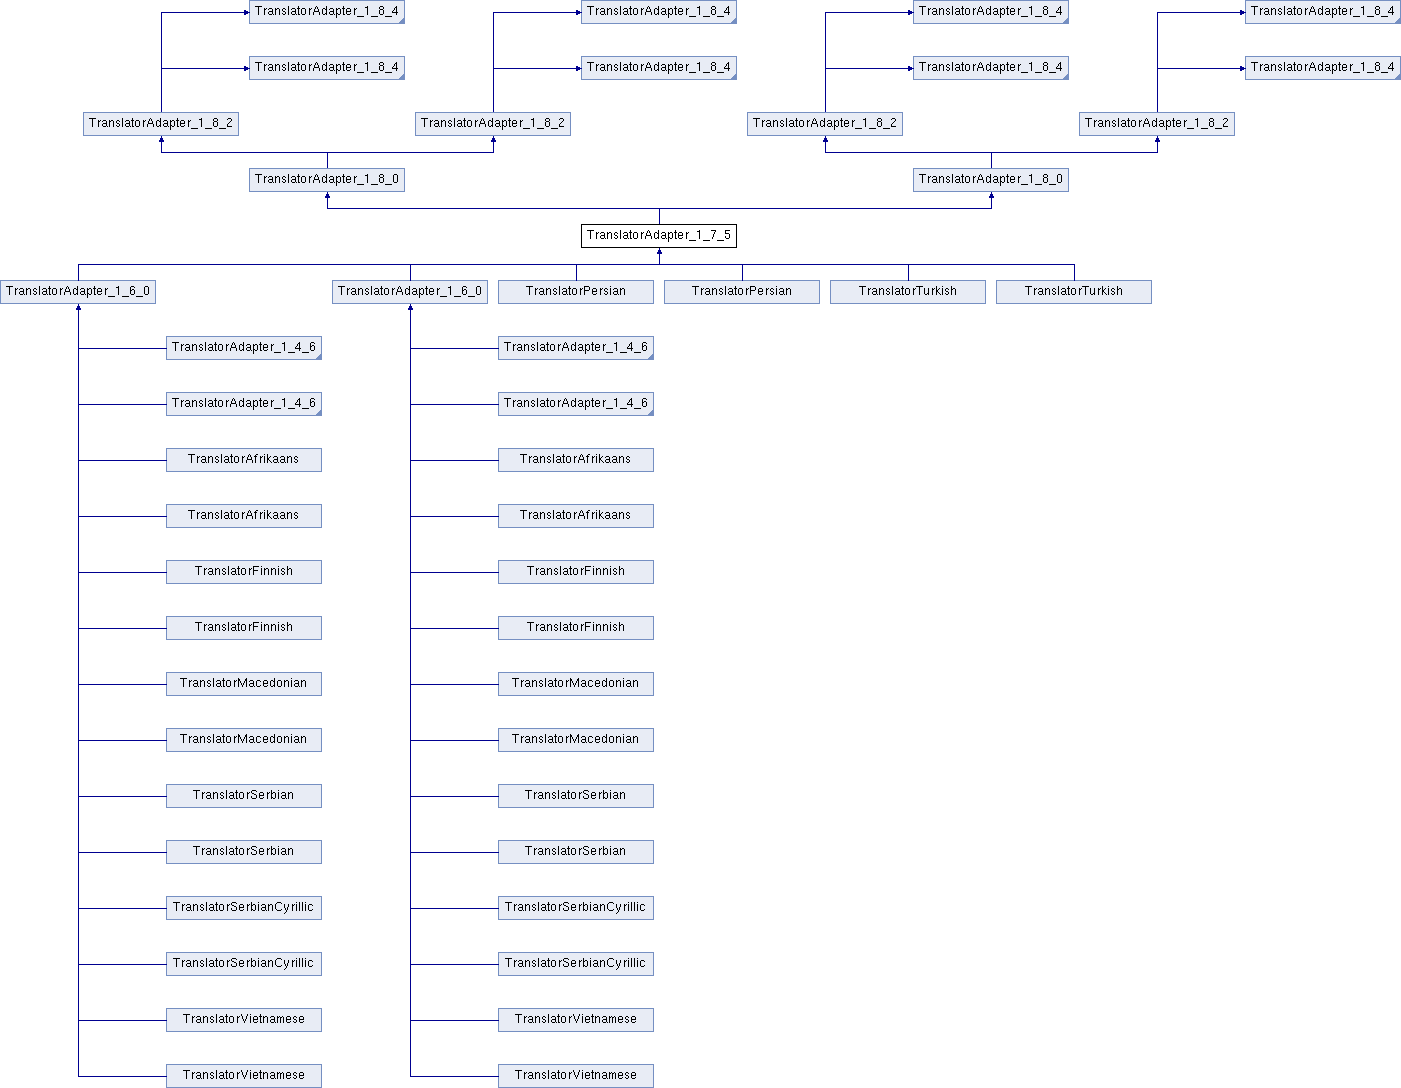 TranslatorAdapter_1_8_4
TranslatorAdapter_1_8_4
TranslatorAdapter_1_8_4
TranslatorAdapter_1_8_4
TranslatorAdapter_1_8_4
TranslatorAdapter_1_8_4
TranslatorAdapter_1_8_4
TranslatorAdapter_1_8_4
TranslatorAdapter_1_8_2
TranslatorAdapter_1_8_2
TranslatorAdapter_1_8_2
TranslatorAdapter_1_8_2
TranslatorAdapter_1_8_0
TranslatorAdapter_1_8_0
TranslatorAdapter_1_7_5
TranslatorAdapter_1_6_0
TranslatorAdapter_1_6_0
TranslatorPersian
TranslatorPersian
TranslatorTurkish
TranslatorTurkish
TranslatorAdapter_1_4_6
TranslatorAdapter_1_4_6
TranslatorAdapter_1_4_6
TranslatorAdapter_1_4_6
TranslatorAfrikaans
TranslatorAfrikaans
TranslatorAfrikaans
TranslatorAfrikaans
TranslatorFinnish
TranslatorFinnish
TranslatorFinnish
TranslatorFinnish
TranslatorMacedonian
TranslatorMacedonian
TranslatorMacedonian
TranslatorMacedonian
TranslatorSerbian
TranslatorSerbian
TranslatorSerbian
TranslatorSerbian
TranslatorSerbianCyrillic
TranslatorSerbianCyrillic
TranslatorSerbianCyrillic
TranslatorSerbianCyrillic
TranslatorVietnamese
TranslatorVietnamese
TranslatorVietnamese
TranslatorVietnamese